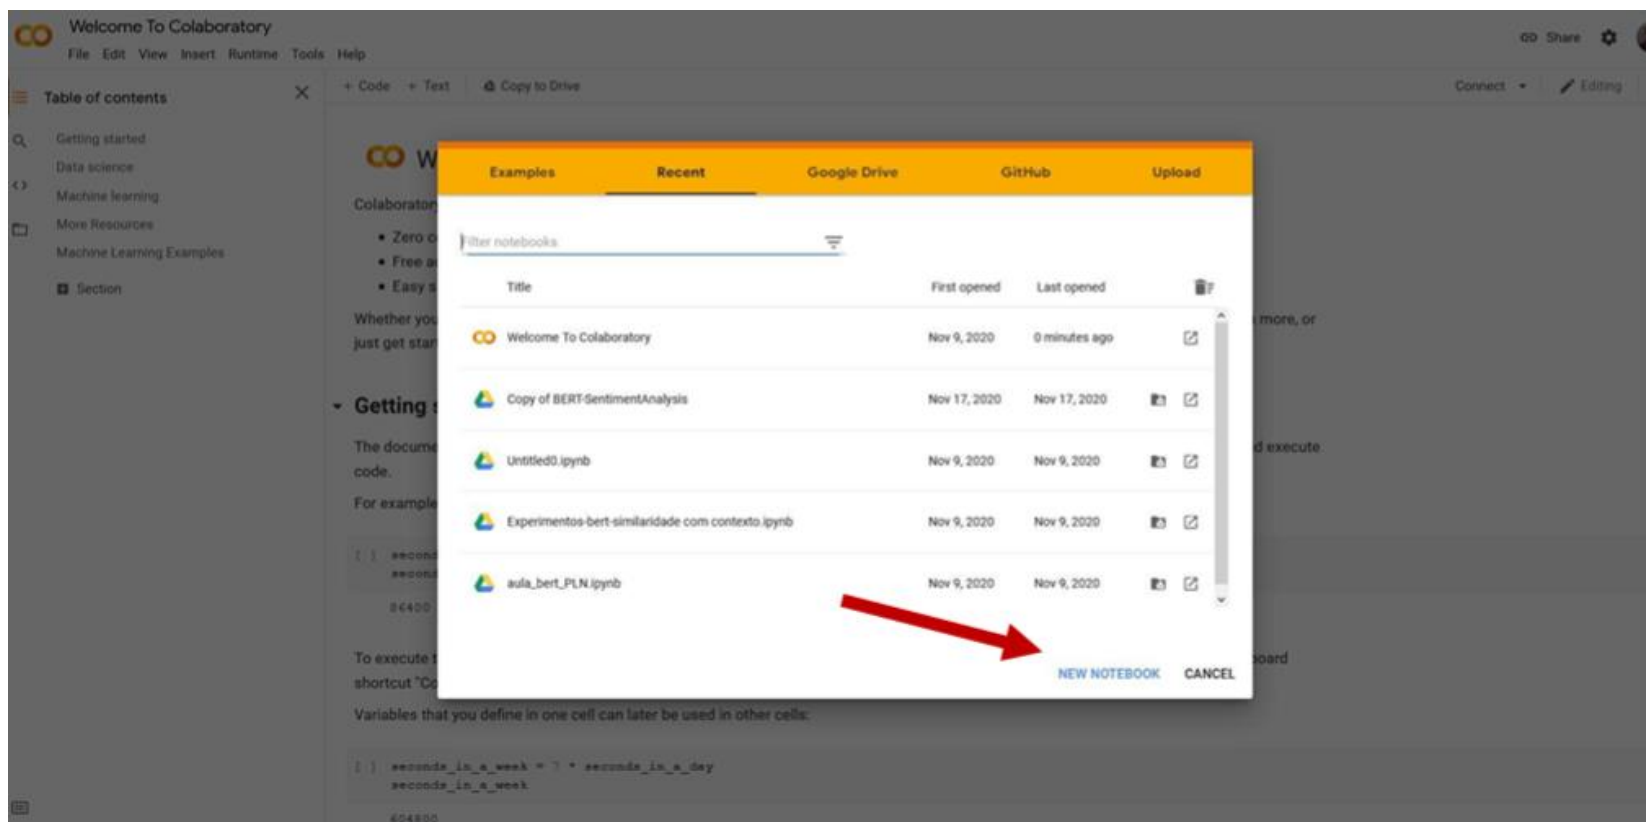 Welcome To Colaboratory
File Edit View Insert Runtime Tools Help
Share
Table of contents
Getting started
Data science
Machine learning
More Resources
Machine Learning Examples
Section
+ Code + Text Copy to Drive
Connect Editing
Examples Recent Google Drive GitHub Upload
Filter notebooks
Title First opened Last opened
Welcome To Colaboratory Nov 9, 2020 0 minutes ago
Copy of BERT-SentimentAnalysis Nov 17, 2020 Nov 17, 2020
Untitled0.ipynb Nov 9, 2020 Nov 9, 2020
Experimentos-bert-similaridade com contexto.ipynb Nov 9, 2020 Nov 9, 2020
aula_bert_PLN.ipynb Nov 9, 2020 Nov 9, 2020
NEW NOTEBOOK CANCEL
W
Colaboratory
• Zero
• Free
• Easy
Whether you more, or
just get
Getting
The execute
code.
For example
[ ]
86400
To execute
shortcut
Variables that you define in one cell can later be used in other cells:
[ ] seconds_in_a_week = 7 * seconds_in_a_day
seconds_in_a_week
604800